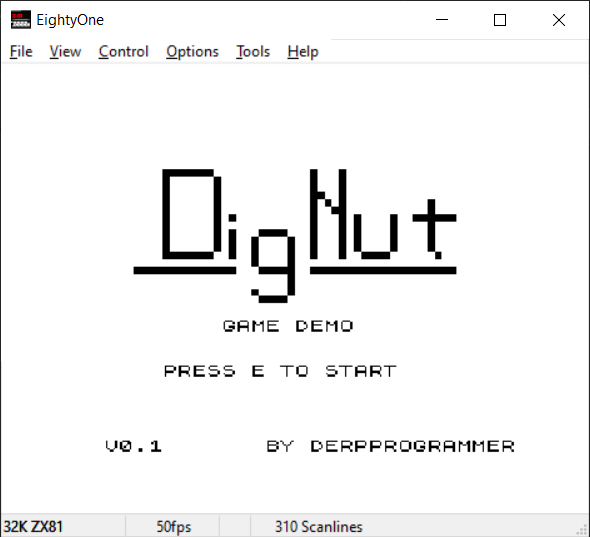 EightyOne
File View Control Options Tools Help
DigNut
GAME DEMO
PRESS E TO START
V0.1 BY DERPPROGRAMMER
32K ZX81 50fps 310 Scanlines